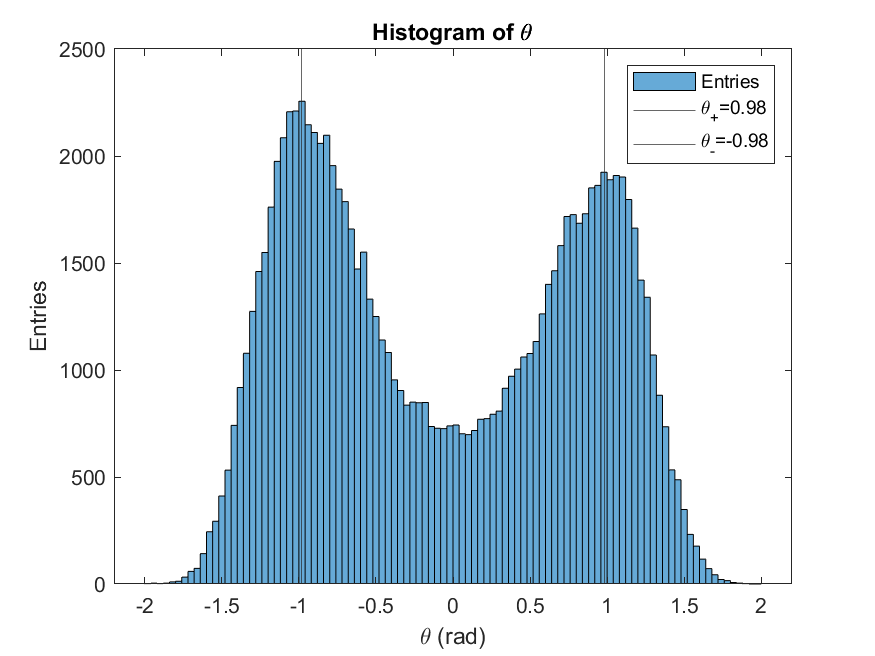 Histogram of θ
2500
2000
1500
1000
500
0
Entries
Entries
θ₊=0.98
θ₋=-0.98
-2 -1.5 -1 -0.5 0 0.5 1 1.5 2
θ (rad)